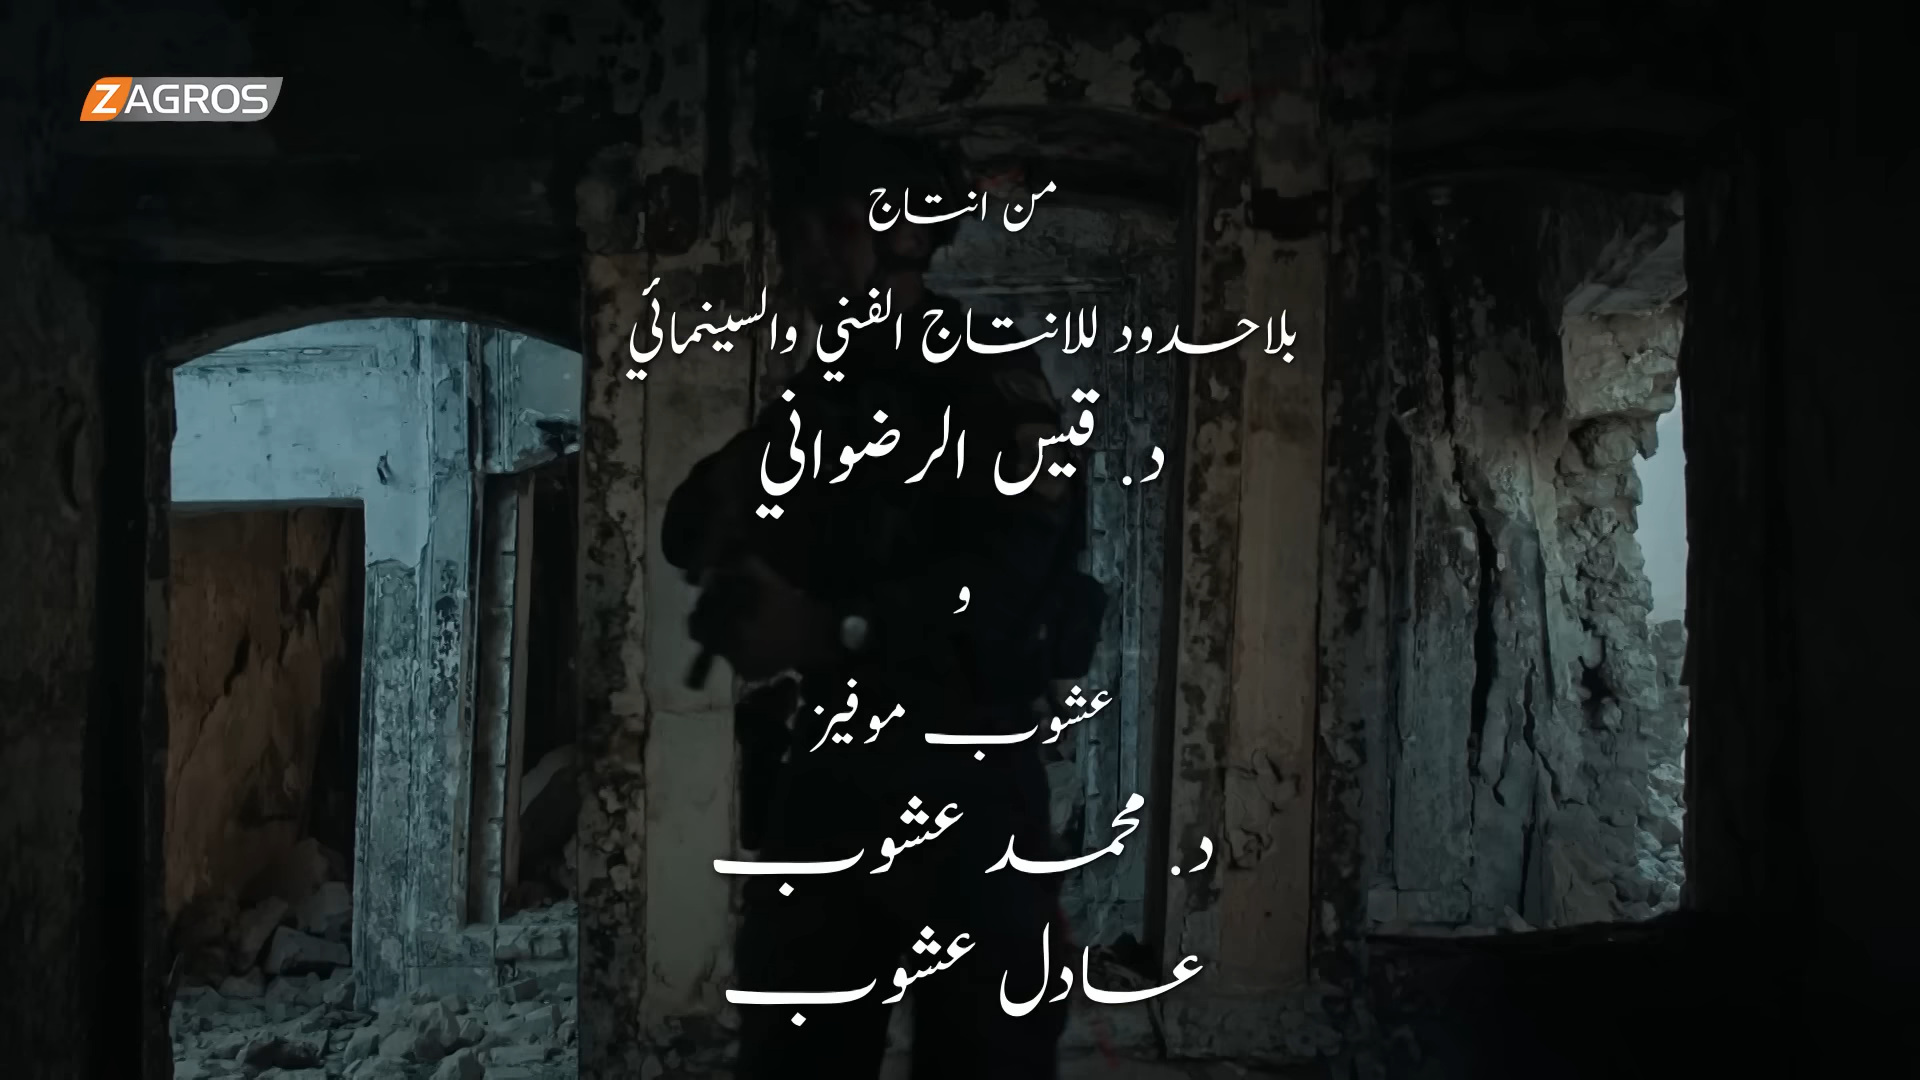 ZAGROS
من انتاج
بلاحدود للانتاج الفني والسينمائي
د. قيس الرضواني
و
عشوب موفيز
د. محمد عشوب
عادل عشوب